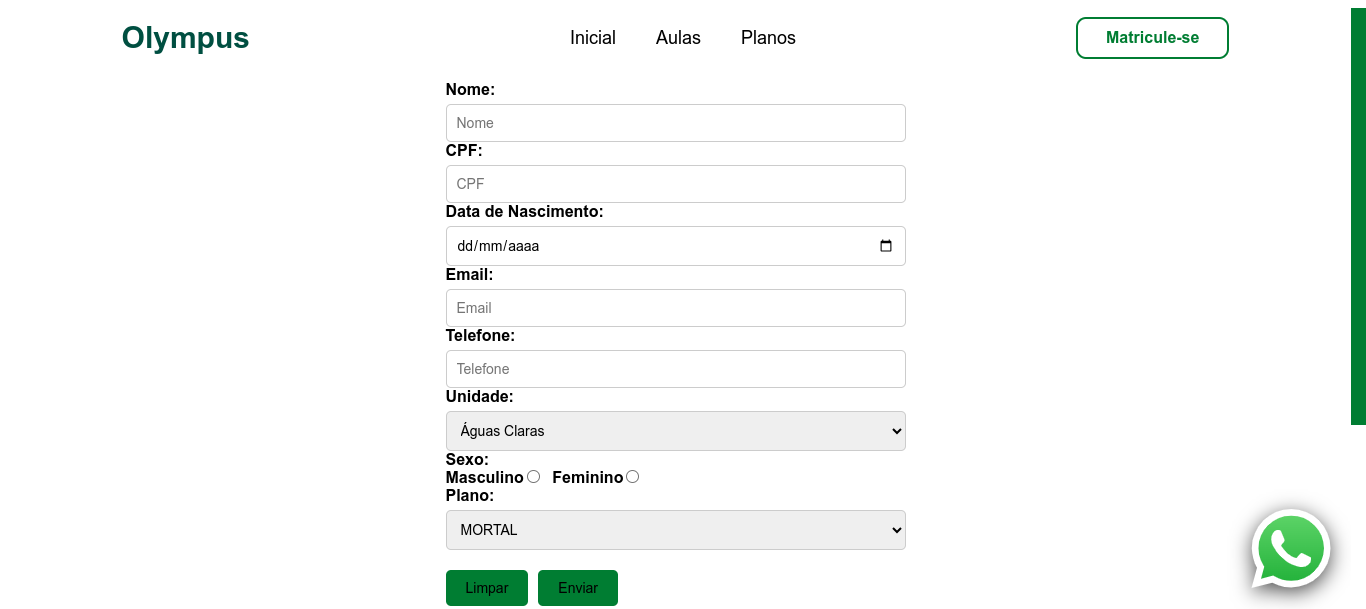 Olympus
Inicial
Aulas
Planos
Matricule-se
Nome:
Nome
CPF:
CPF
Data de Nascimento:
dd/mm/aaaa
Email:
Email
Telefone:
Telefone
Unidade:
Águas Claras
Sexo:
Masculino Feminino
Plano:
MORTAL
Limpar
Enviar